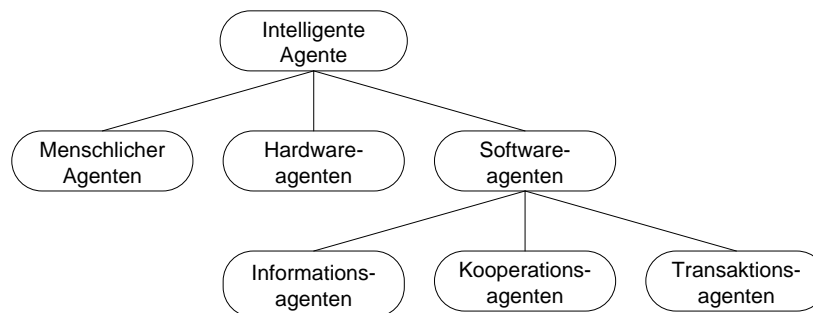 Intelligente
Agente
Menschlicher
Agenten
Hardware-
agenten
Software-
agenten
Informations-
agenten
Kooperations-
agenten
Transaktions-
agenten